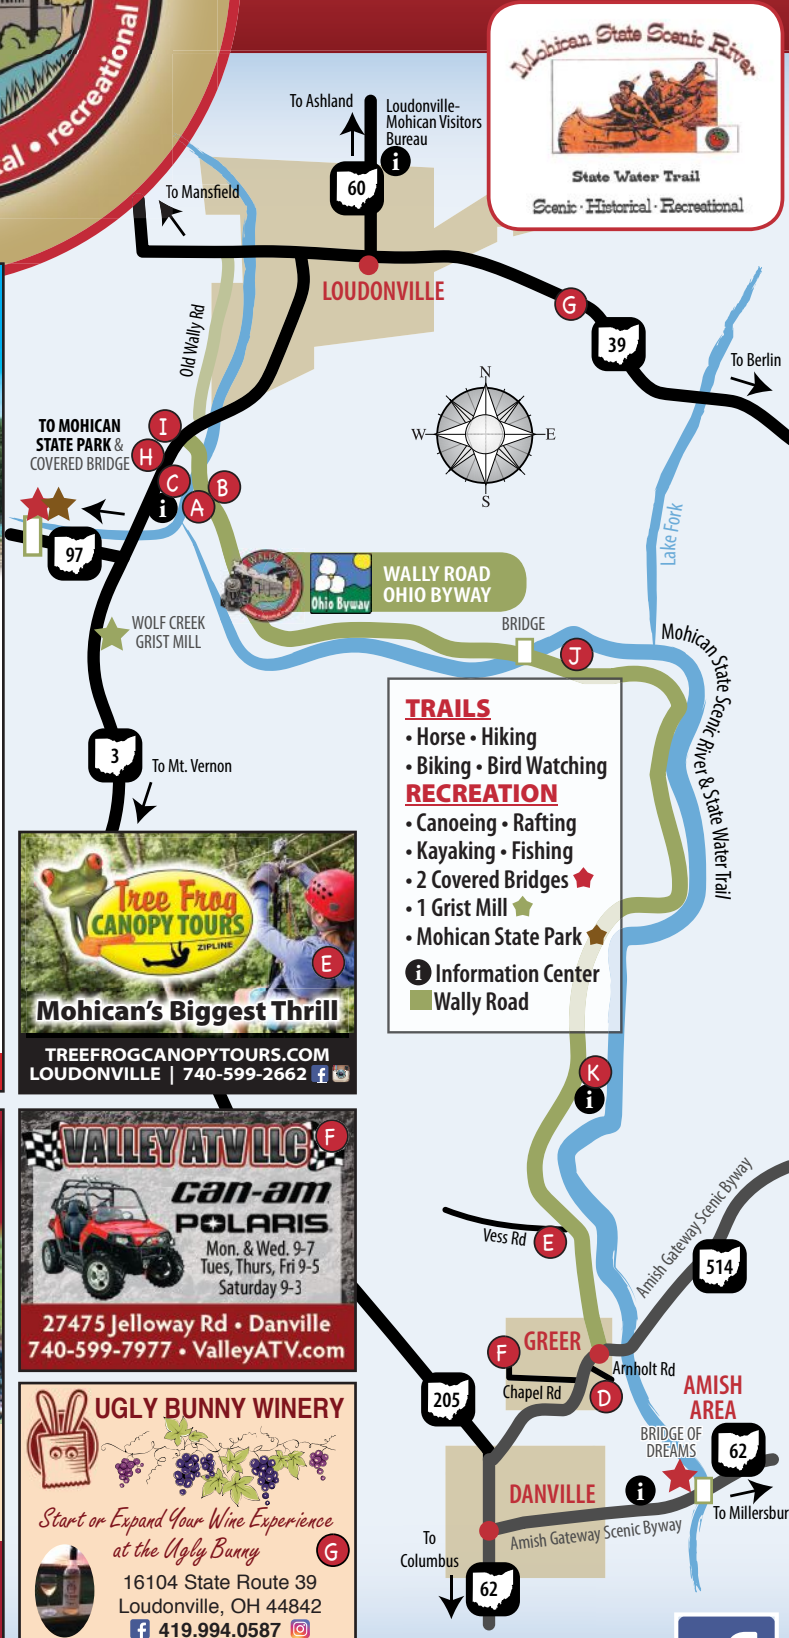 al • recreational
Mohican State Scenic River
State Water Trail
Scenic · Historical · Recreational
To Ashland
Loudonville-
Mohican Visitors
Bureau
i
60
To Mansfield
LOUDONVILLE
G
39
To Berlin
Old Wally Rd
N
W
E
S
TO MOHICAN
STATE PARK &
COVERED BRIDGE
I
H
C
B
A
i
97
Lake Fork
WALLY ROAD
Ohio Byway
WALLY ROAD
OHIO BYWAY
WOLF CREEK
GRIST MILL
BRIDGE
J
Mohican State Scenic River & State Water Trail
3
To Mt. Vernon
TRAILS
• Horse • Hiking
• Biking • Bird Watching
RECREATION
• Canoeing • Rafting
• Kayaking • Fishing
• 2 Covered Bridges
• 1 Grist Mill
• Mohican State Park
i Information Center
Wally Road
Tree Frog
CANOPY TOURS
ZIPLINE
E
Mohican's Biggest Thrill
TREEFROGCANOPYTOURS.COM
LOUDONVILLE | 740-599-2662
K
i
VALLEY ATV LLC
F
can-am
POLARIS
Mon. & Wed. 9-7
Tues, Thurs, Fri 9-5
Saturday 9-3
27475 Jelloway Rd • Danville
740-599-7977 • ValleyATV.com
Vess Rd
E
Amish Gateway Scenic Byway
514
GREER
F
Arnholt Rd
Chapel Rd
D
205
AMISH
AREA
BRIDGE OF
DREAMS
62
DANVILLE
i
To Millersbur
Amish Gateway Scenic Byway
To
Columbus
62
UGLY BUNNY WINERY
Start or Expand Your Wine Experience
at the Ugly Bunny
G
16104 State Route 39
Loudonville, OH 44842
419.994.0587